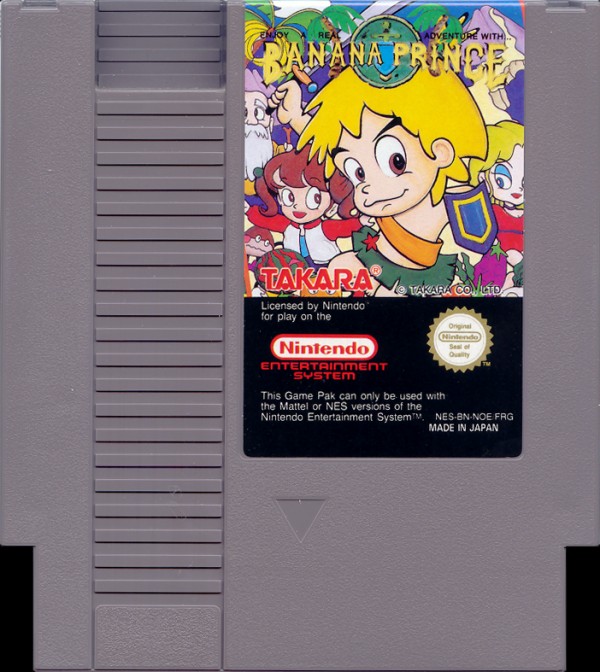 ENJOY A REAL ADVENTURE WITH...
BANANA PRINCE
TAKARA®
© TAKARA CO., LTD
Licensed by Nintendo™
for play on the
Nintendo®
ENTERTAINMENT
SYSTEM
Original
Nintendo
Seal of
Quality
TM
This Game Pak can only be used with
the Mattel or NES versions of the
Nintendo Entertainment System™.
NES-BN-NOE.FRG
MADE IN JAPAN